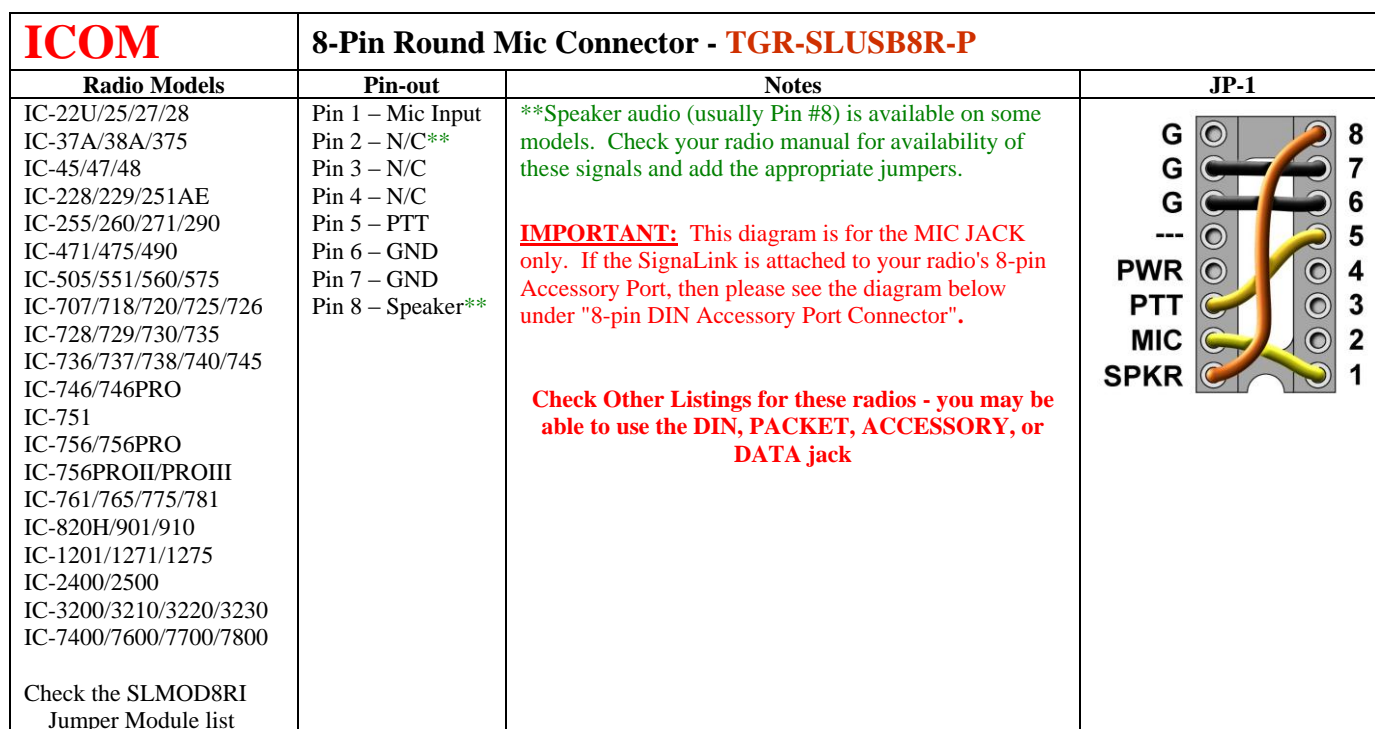 ICOM
8-Pin Round Mic Connector - TGR-SLUSB8R-P
Radio Models
Pin-out
Notes
JP-1
IC-22U/25/27/28
IC-37A/38A/375
IC-45/47/48
IC-228/229/251AE
IC-255/260/271/290
IC-471/475/490
IC-505/551/560/575
IC-707/718/720/725/726
IC-728/729/730/735
IC-736/737/738/740/745
IC-746/746PRO
IC-751
IC-756/756PRO
IC-756PROII/PROIII
IC-761/765/775/781
IC-820H/901/910
IC-1201/1271/1275
IC-2400/2500
IC-3200/3210/3220/3230
IC-7400/7600/7700/7800
Check the SLMOD8RI
Jumper Module list
Pin 1 – Mic Input
Pin 2 – N/C**
Pin 3 – N/C
Pin 4 – N/C
Pin 5 – PTT
Pin 6 – GND
Pin 7 – GND
Pin 8 – Speaker**
**Speaker audio (usually Pin #8) is available on some
models. Check your radio manual for availability of
these signals and add the appropriate jumpers.
IMPORTANT: This diagram is for the MIC JACK
only. If the SignaLink is attached to your radio's 8-pin
Accessory Port, then please see the diagram below
under "8-pin DIN Accessory Port Connector".
Check Other Listings for these radios - you may be
able to use the DIN, PACKET, ACCESSORY, or
DATA jack
G 8
G 7
G 6
--- 5
PWR 4
PTT 3
MIC 2
SPKR 1